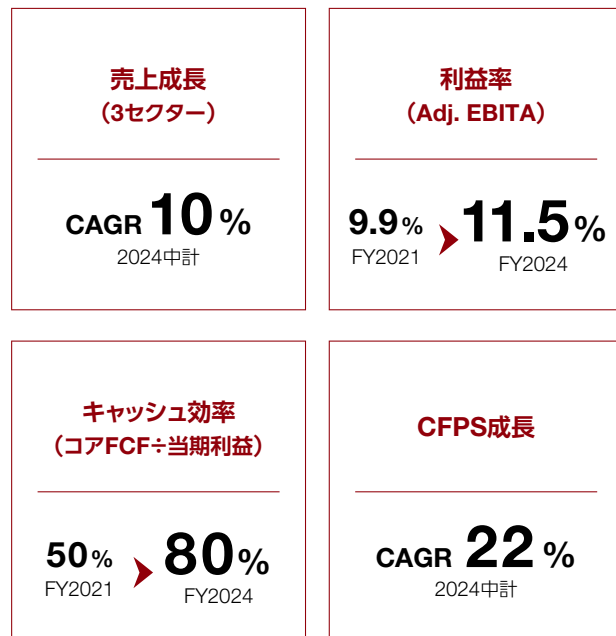 売上成長
（3セクター）
CAGR 10%
2024中計
利益率
（Adj. EBITA）
9.9% 11.5%
FY2021 FY2024
キャッシュ効率
（コアFCF÷当期利益）
50% 80%
FY2021 FY2024
CFPS成長
CAGR 22%
2024中計